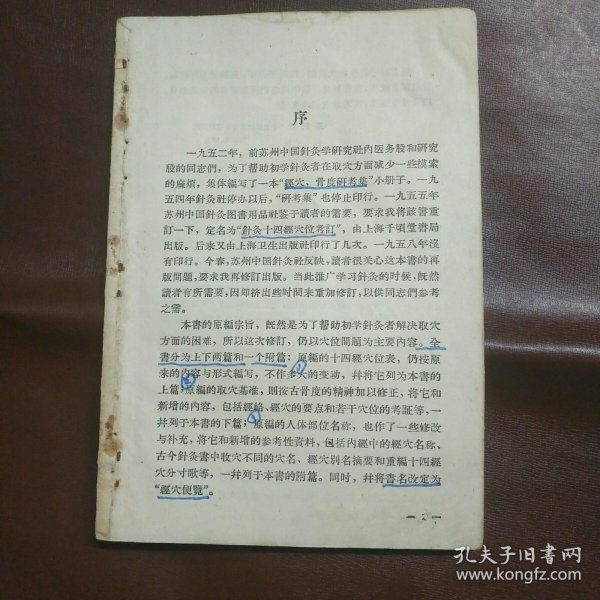 序
一九五二年，前苏州中国針灸学研究社內医务股和研究
股的同志們，为了帮助初学針灸者在取穴方面减少一些摸索
的麻煩，集体編写了一本“經穴、骨度研考集”小册子。一九
五四年針灸社停办以后，“研考集”也停止印行。一九五五年
苏州中国針灸图書用品社鉴于讀者的需要，要求我将該書重
訂一下，定名为“針灸十四經穴位考訂”，由上海千頃堂書局
出版。后来又由上海卫生出版社印行了几次。一九五八年沒
有印行。今春，苏州中国針灸社反映，讀者很关心这本書的再
版問題，要求我再修訂出版。当此推广学习針灸的时候，既然
讀者有所需要，因即挤出些时間来重加修訂，以供同志們参考
之需。
本書的原編宗旨，既然是为了帮助初学針灸者解决取穴
方面的困难，所以这次修訂，仍以穴位問題为主要內容。全
書分为上下两篇和一个附篇：原編的十四經穴位表，仍按原
来的內容与形式編写，不作多大的变动，幷将它列为本書的
上篇；原編的取穴基准，則按古骨度的精神加以修正，将它和
新增的內容，包括經絡、經穴的要点和若干穴位的考証等，一
幷列于本書的下篇；原編的人体部位名称，也作了一些修改
与补充，将它和新增的参考性資料，包括內經中的經穴名称、
古今針灸書中收穴不同的穴名、經穴別名摘要和重編十四經
穴分寸歌等，一幷列于本書的附篇。同时，幷将書名改定为
“經穴便覽”。
孔夫子旧书网
www.kongfz.com